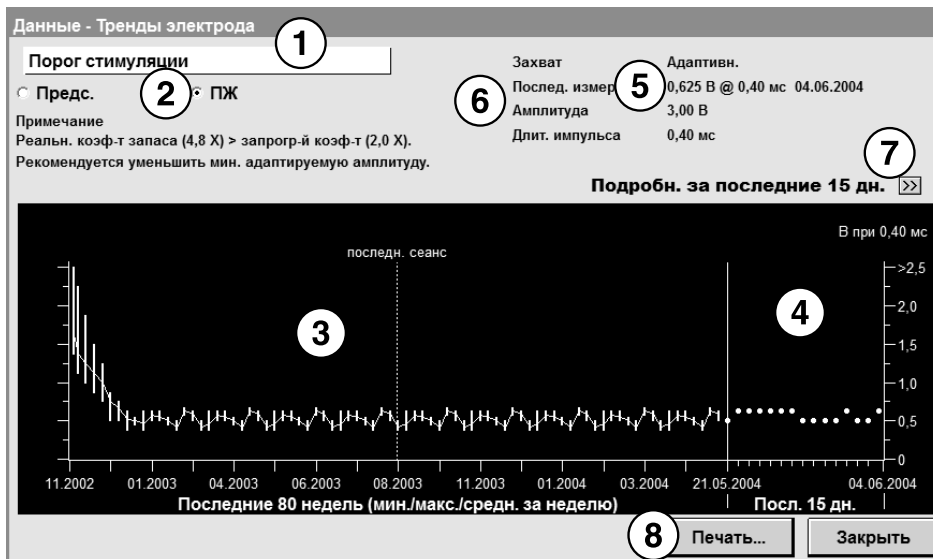 Данные - Тренды электрода
1
Порог стимуляции
Захват Адаптивн.
Предс. 2 ПЖ
6 Послед. измер 5 0,625 В @ 0,40 мс 04.06.2004
Амплитуда 3,00 В
Примечание
Длит. импульса 0,40 мс
Реальн. коэф-т запаса (4,8 X) > запрогр-й коэф-т (2,0 X).
Рекомендуется уменьшить мин. адаптируемую амплитуду.
7
Подробн. за последние 15 дн. >>
В при 0,40 мс
последн. сеанс
>2,5
2,0
3
4
1,5
1,0
0,5
0
11.2002 01.2003 04.2003 06.2003 08.2003 11.2003 01.2004 03.2004 21.05.2004 04.06.2004
Последние 80 недель (мин./макс./средн. за неделю) Посл. 15 дн.
8 Печать... Закрыть